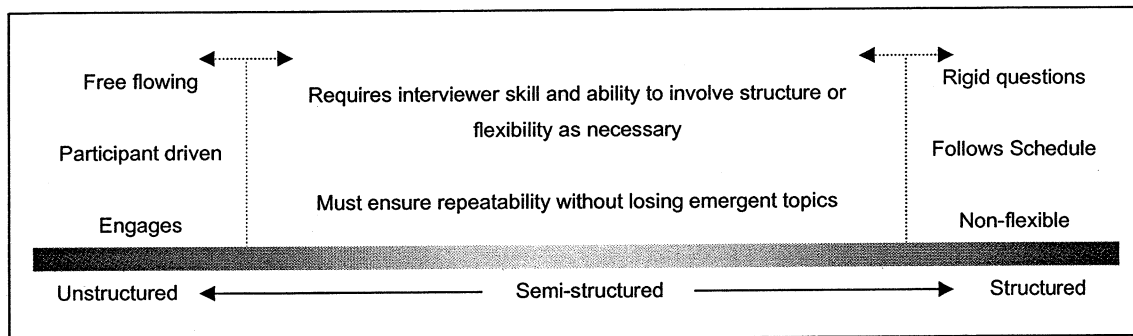 Free flowing
Participant driven
Engages
Requires interviewer skill and ability to involve structure or
flexibility as necessary
Must ensure repeatability without losing emergent topics
Rigid questions
Follows Schedule
Non-flexible
Unstructured
Semi-structured
Structured